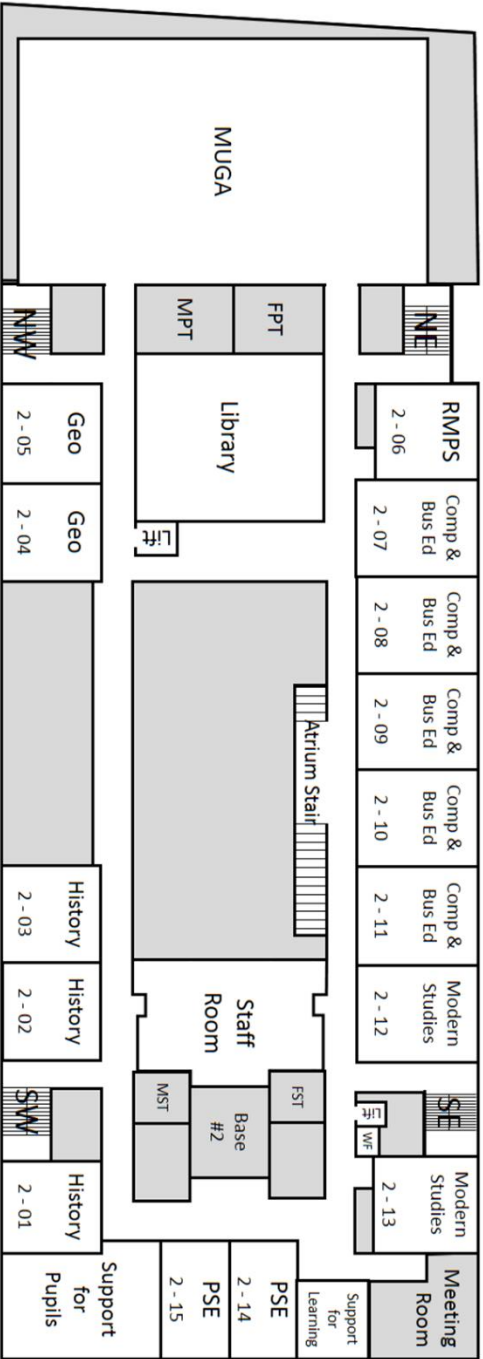 MUGA
NW
MPT
FPT
NE
Geo
2 - 05
Library
RMPS
2 - 06
Geo
2 - 04
Lift
Comp &
Bus Ed
2 - 07
Comp &
Bus Ed
2 - 08
Atrium Stair
Comp &
Bus Ed
2 - 09
Comp &
Bus Ed
2 - 10
History
2 - 03
Comp &
Bus Ed
2 - 11
History
2 - 02
Staff
Room
Modern
Studies
2 - 12
SW
MST
Base
#2
FST
Lift
WF
SE
History
2 - 01
Modern
Studies
2 - 13
Support
for
Pupils
PSE
2 - 15
PSE
2 - 14
Support
for
Learning
Meeting
Room